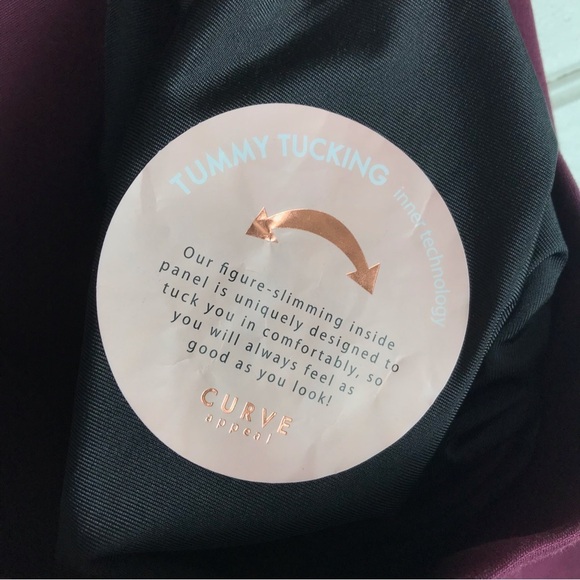 TUMMY TUCKING
inner technology
Our figure-slimming inside
panel is uniquely designed to
tuck you in comfortably, so
you will always feel as
good as you look!
CURVE
appeal